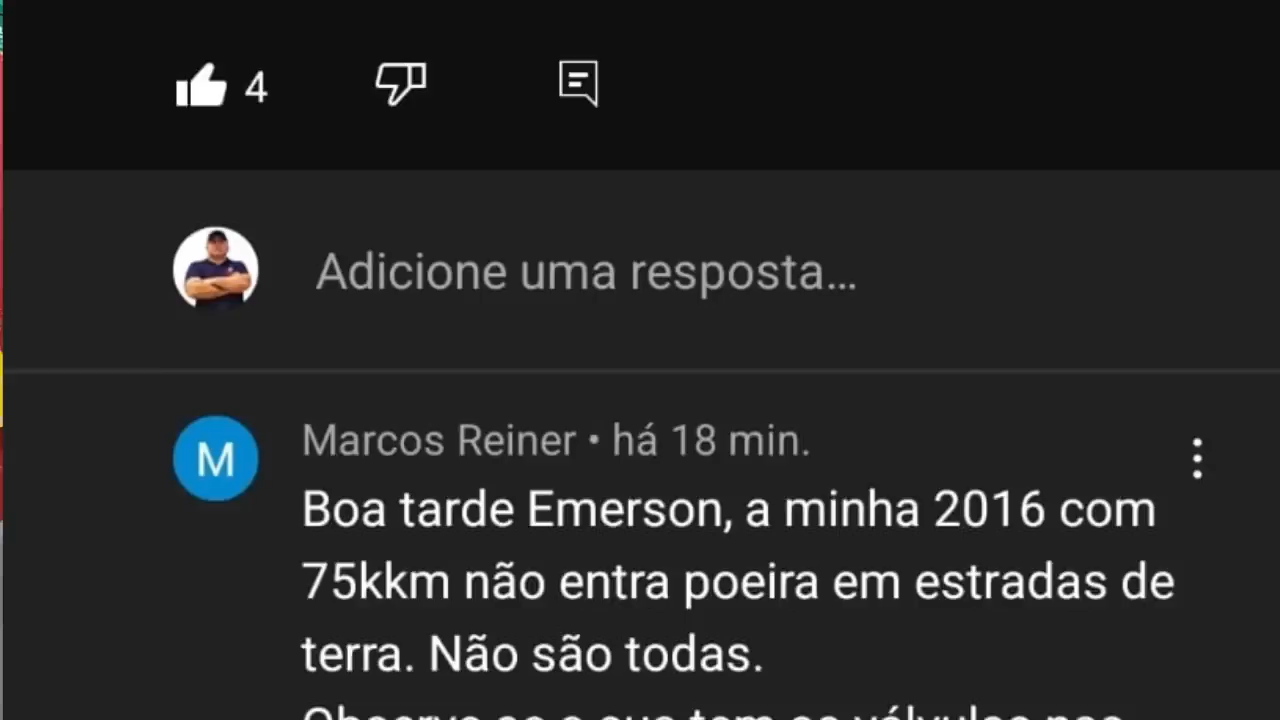 4
Adicione uma resposta...
M
Marcos Reiner • há 18 min.
Boa tarde Emerson, a minha 2016 com
75kkm não entra poeira em estradas de
terra. Não são todas.